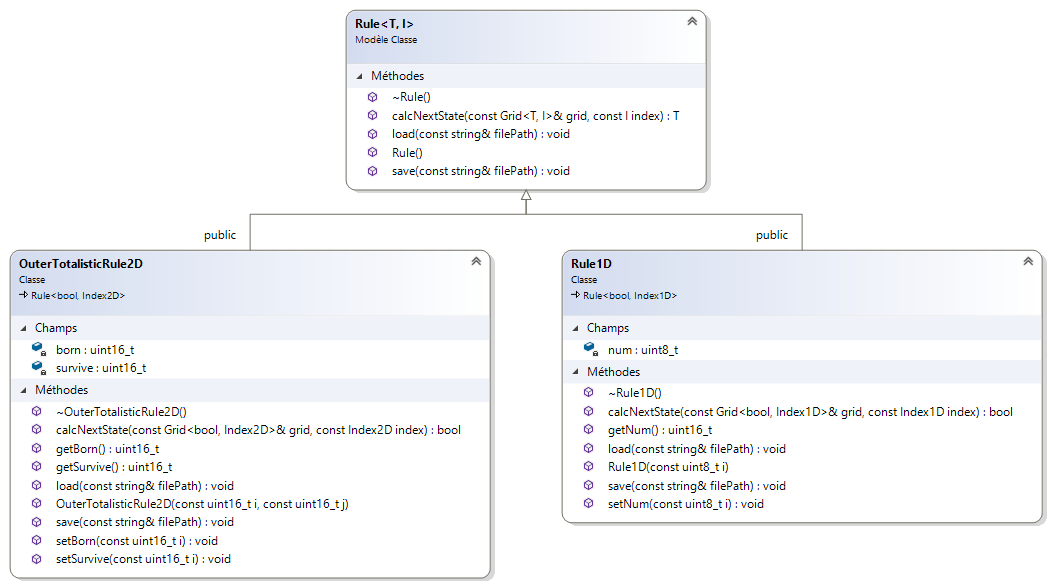 Rule<T, I>
Modèle Classe
Méthodes
~Rule()
calcNextState(const Grid<T, I>& grid, const I index) : T
load(const string& filePath) : void
Rule()
save(const string& filePath) : void
public
public
OuterTotalisticRule2D
Classe
Rule<bool, Index2D>
Champs
born : uint16_t
survive : uint16_t
Méthodes
~OuterTotalisticRule2D()
calcNextState(const Grid<bool, Index2D>& grid, const Index2D index) : bool
getBorn() : uint16_t
getSurvive() : uint16_t
load(const string& filePath) : void
OuterTotalisticRule2D(const uint16_t i, const uint16_t j)
save(const string& filePath) : void
setBorn(const uint16_t i) : void
setSurvive(const uint16_t i) : void
Rule1D
Classe
Rule<bool, Index1D>
Champs
num : uint8_t
Méthodes
~Rule1D()
calcNextState(const Grid<bool, Index1D>& grid, const Index1D index) : bool
getNum() : uint16_t
load(const string& filePath) : void
Rule1D(const uint8_t i)
save(const string& filePath) : void
setNum(const uint8_t i) : void